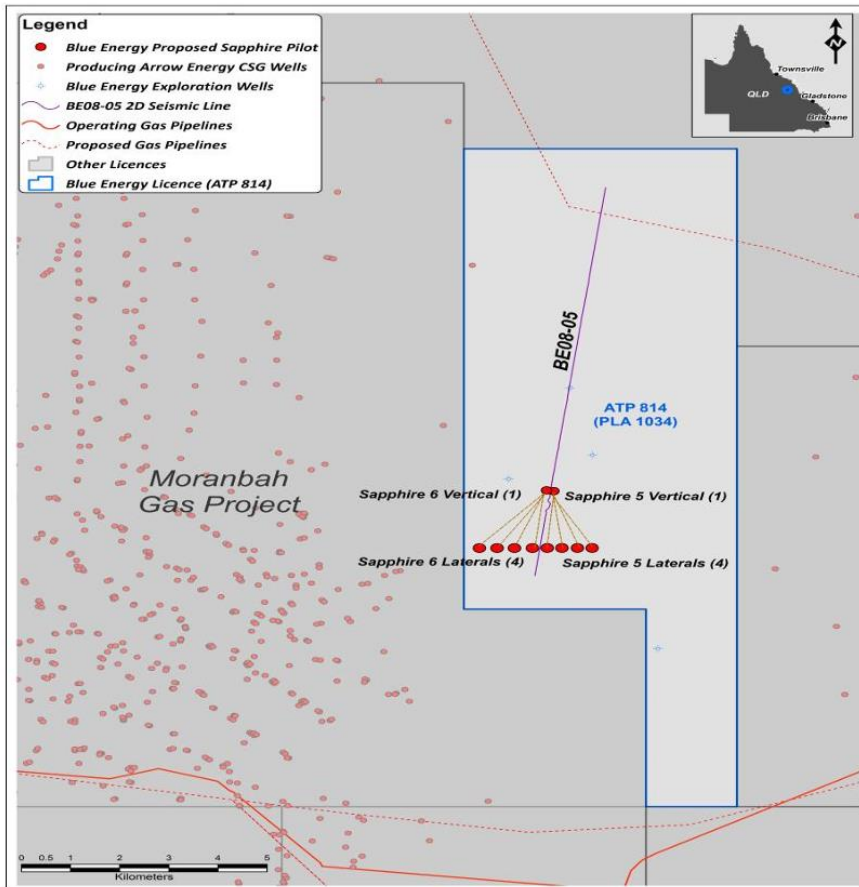 Legend
Blue Energy Proposed Sapphire Pilot
Producing Arrow Energy CSG Wells
Blue Energy Exploration Wells
BE08-05 2D Seismic Line
Operating Gas Pipelines
Proposed Gas Pipelines
Other Licences
Blue Energy Licence (ATP 814)
N
Townsville
QLD
Gladstone
Brisbane
BE08-05
ATP 814
(PLA 1034)
Moranbah
Gas Project
Sapphire 6 Vertical (1)
Sapphire 5 Vertical (1)
Sapphire 6 Laterals (4)
Sapphire 5 Laterals (4)
0 0.5 1 2 3 4 5
Kilometers